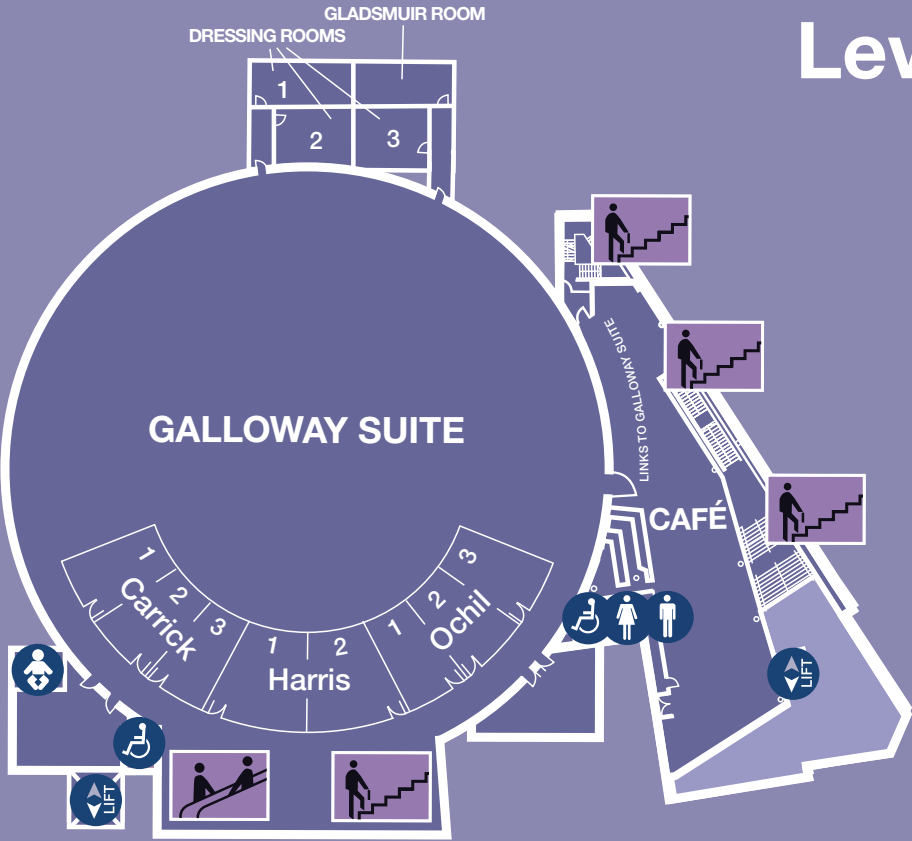 GLADSMUIR ROOM
Lev
DRESSING ROOMS
1
2
3
LINKS TO GALLOWAY SUITE
GALLOWAY SUITE
CAFÉ
1
2
3
Carrick
1
2
Harris
1
2
3
Ochil
LIFT
LIFT